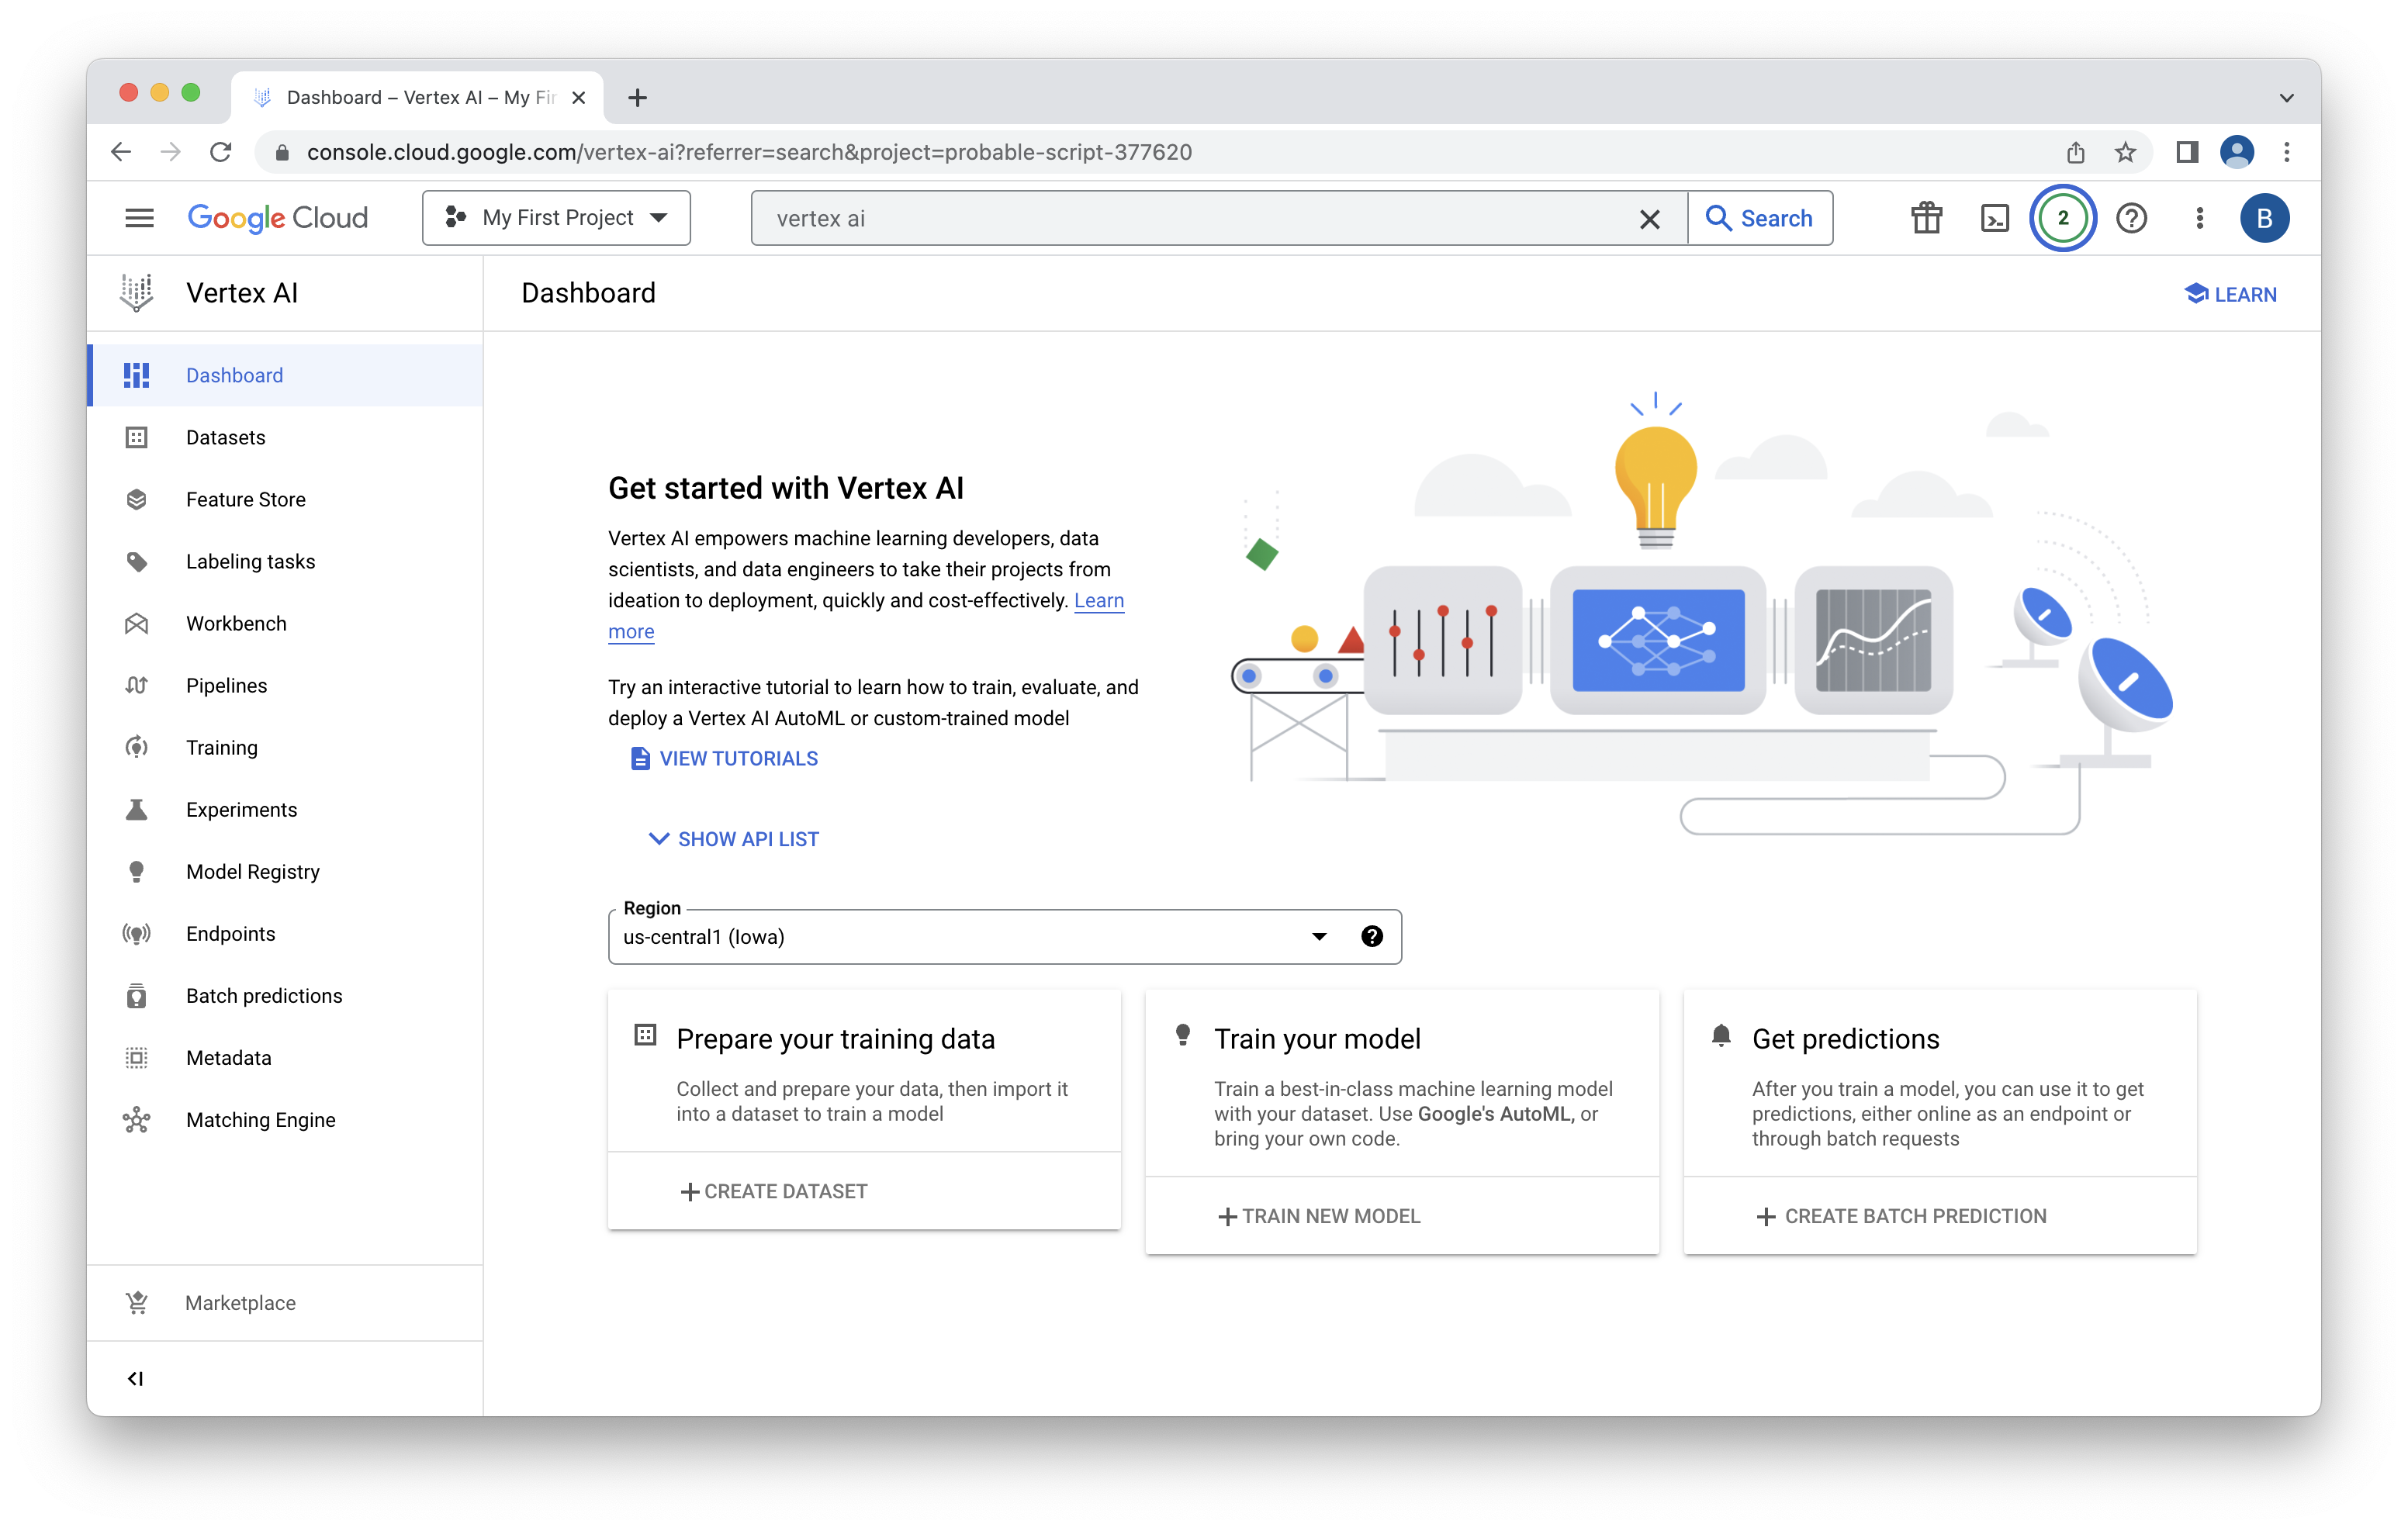 Dashboard – Vertex AI – My Fir
console.cloud.google.com/vertex-ai?referrer=search&project=probable-script-377620
Google Cloud
My First Project
vertex ai
Search
2
B
Vertex AI
Dashboard
LEARN
Dashboard
Datasets
Feature Store
Labeling tasks
Workbench
Pipelines
Training
Experiments
Model Registry
Endpoints
Batch predictions
Metadata
Matching Engine
Marketplace
Get started with Vertex AI
Vertex AI empowers machine learning developers, data
scientists, and data engineers to take their projects from
ideation to deployment, quickly and cost-effectively. Learn
more
Try an interactive tutorial to learn how to train, evaluate, and
deploy a Vertex AI AutoML or custom-trained model
VIEW TUTORIALS
SHOW API LIST
Region
us-central1 (Iowa)
Prepare your training data
Collect and prepare your data, then import it
into a dataset to train a model
CREATE DATASET
Train your model
Train a best-in-class machine learning model
with your dataset. Use Google's AutoML, or
bring your own code.
TRAIN NEW MODEL
Get predictions
After you train a model, you can use it to get
predictions, either online as an endpoint or
through batch requests
CREATE BATCH PREDICTION